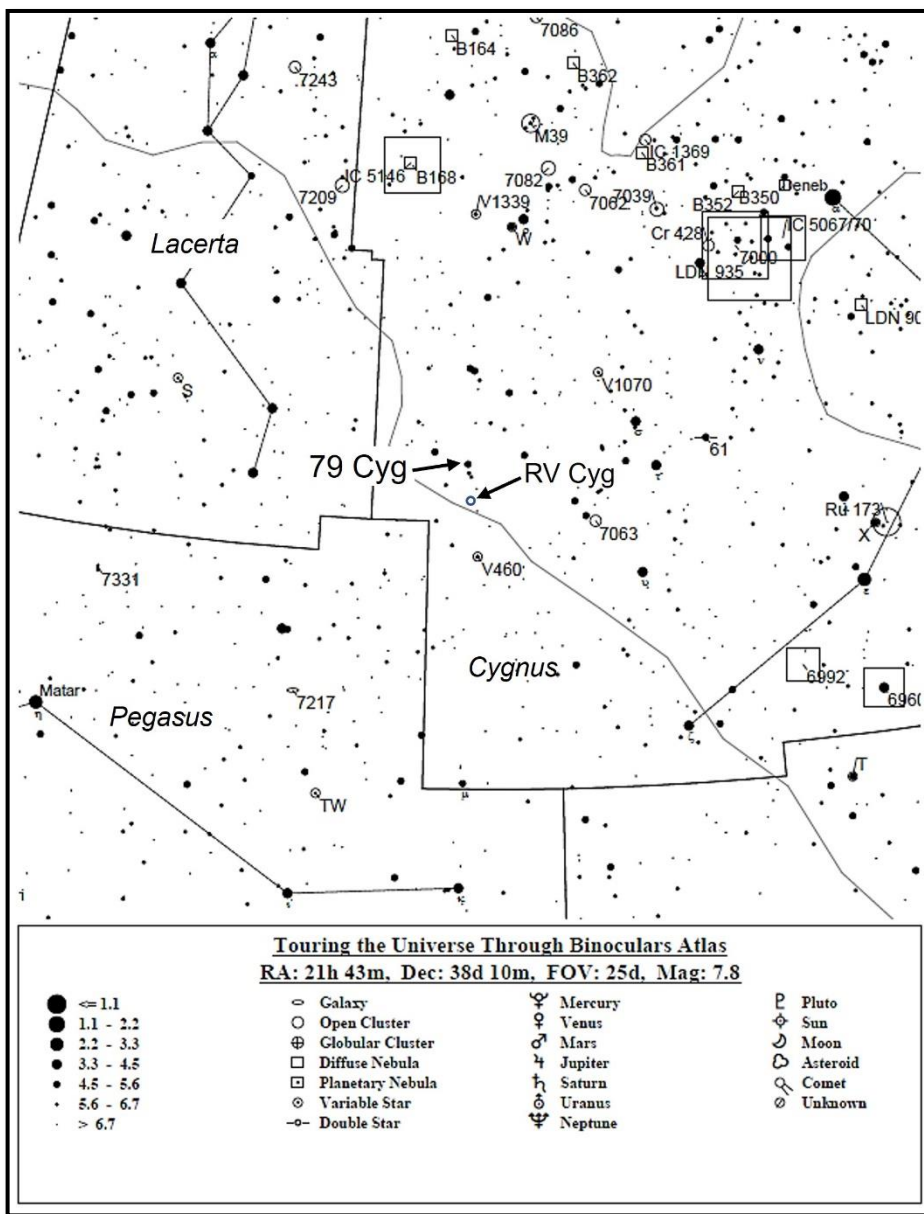 7086
B164
B362
7243
M39
IC 1369
B361
IC 5146
B168
7209
7082
7062
7039
B352
B350
Deneb
V1339
W
Lacerta
Cr 428
IC 5067/70
7000
LDN 935
LDN 90
ν
S
V1070
σ
61
79 Cyg
RV Cyg
τ
Ru 173
X
7063
V460
7331
υ
ε
Cygnus
6992
6960
Matar
η
Pegasus
7217
ζ
T
TW
μ
ι
κ
Touring the Universe Through Binoculars Atlas
RA: 21h 43m, Dec: 38d 10m, FOV: 25d, Mag: 7.8
<= 1.1 Galaxy Mercury Pluto
1.1 - 2.2 Open Cluster Venus Sun
2.2 - 3.3 Globular Cluster Mars Moon
3.3 - 4.5 Diffuse Nebula Jupiter Asteroid
4.5 - 5.6 Planetary Nebula Saturn Comet
5.6 - 6.7 Variable Star Uranus Unknown
> 6.7 Double Star Neptune